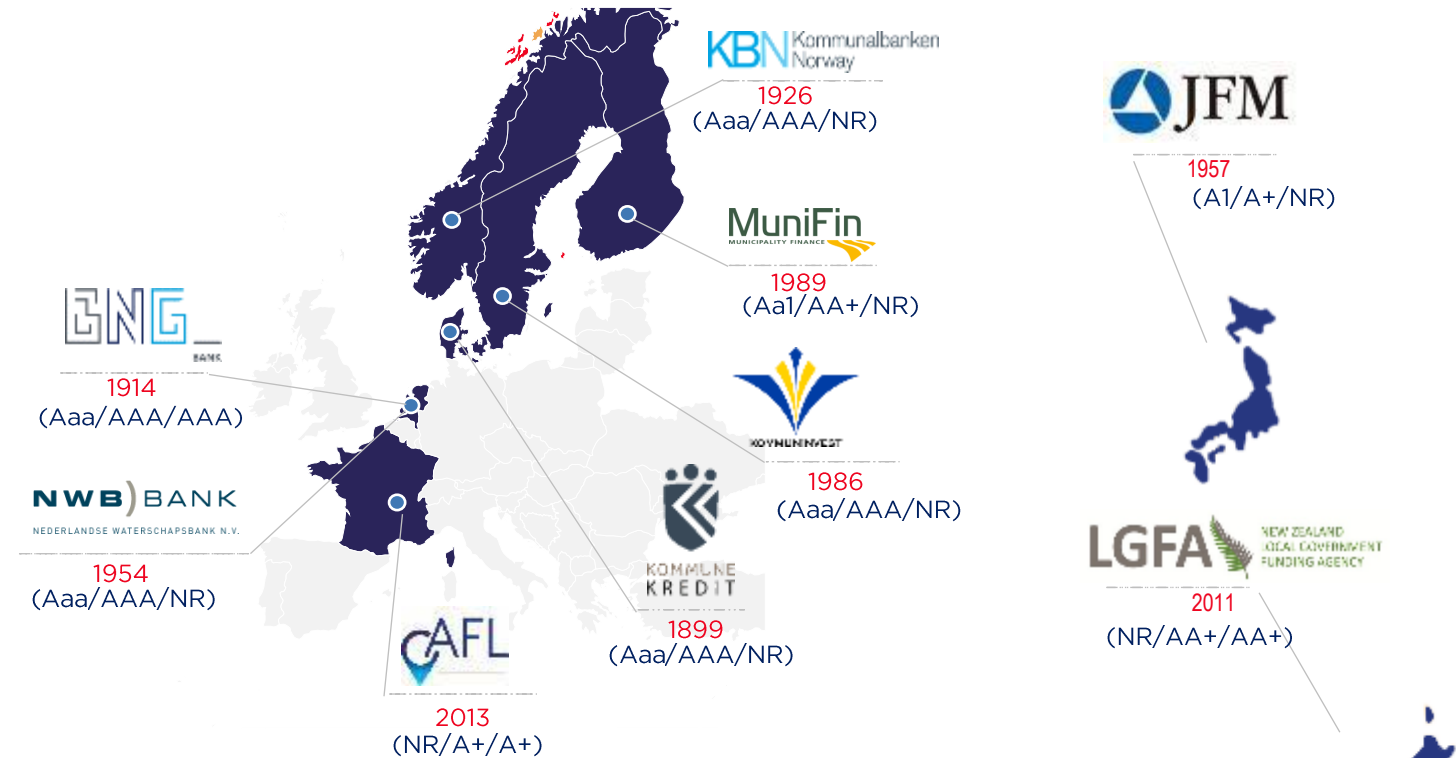 KBN Kommunalbanken
Norway
1926
(Aaa/AAA/NR)
JFM
1957
(A1/A+/NR)
MuniFin
MUNICIPALITY FINANCE
1989
(Aa1/AA+/NR)
BNG
BANK
1914
(Aaa/AAA/AAA)
KOMMUNINVEST
1986
(Aaa/AAA/NR)
NWB)BANK
NEDERLANDSE WATERSCHAPSBANK N.V.
1954
(Aaa/AAA/NR)
KOMMUNE
KREDIT
1899
(Aaa/AAA/NR)
LGFA
NEW ZEALAND
LOCAL GOVERNMENT
FUNDING AGENCY
2011
(NR/AA+/AA+)
AFL
2013
(NR/A+/A+)